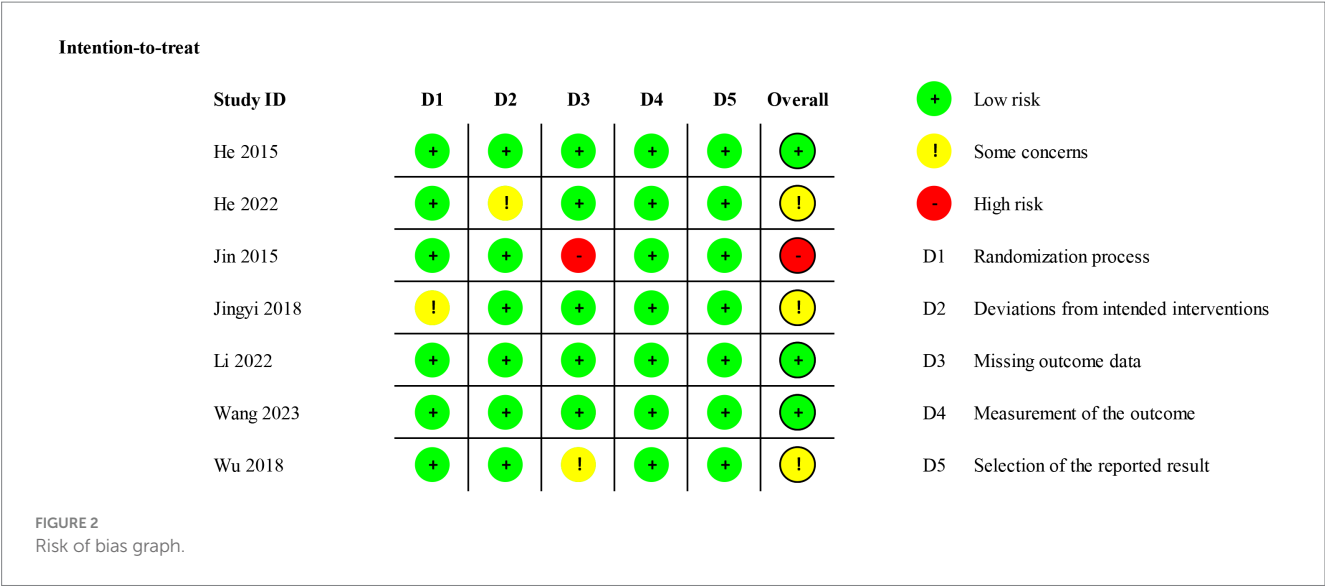 Intention-to-treat
Study ID D1 D2 D3 D4 D5 Overall + Low risk
He 2015 + + + + + + ! Some concerns
He 2022 + ! + + + ! - High risk
Jin 2015 + + - + + - D1 Randomization process
Jingyi 2018 ! + + + + ! D2 Deviations from intended interventions
Li 2022 + + + + + + D3 Missing outcome data
Wang 2023 + + + + + + D4 Measurement of the outcome
Wu 2018 + + ! + + ! D5 Selection of the reported result
FIGURE 2
Risk of bias graph.